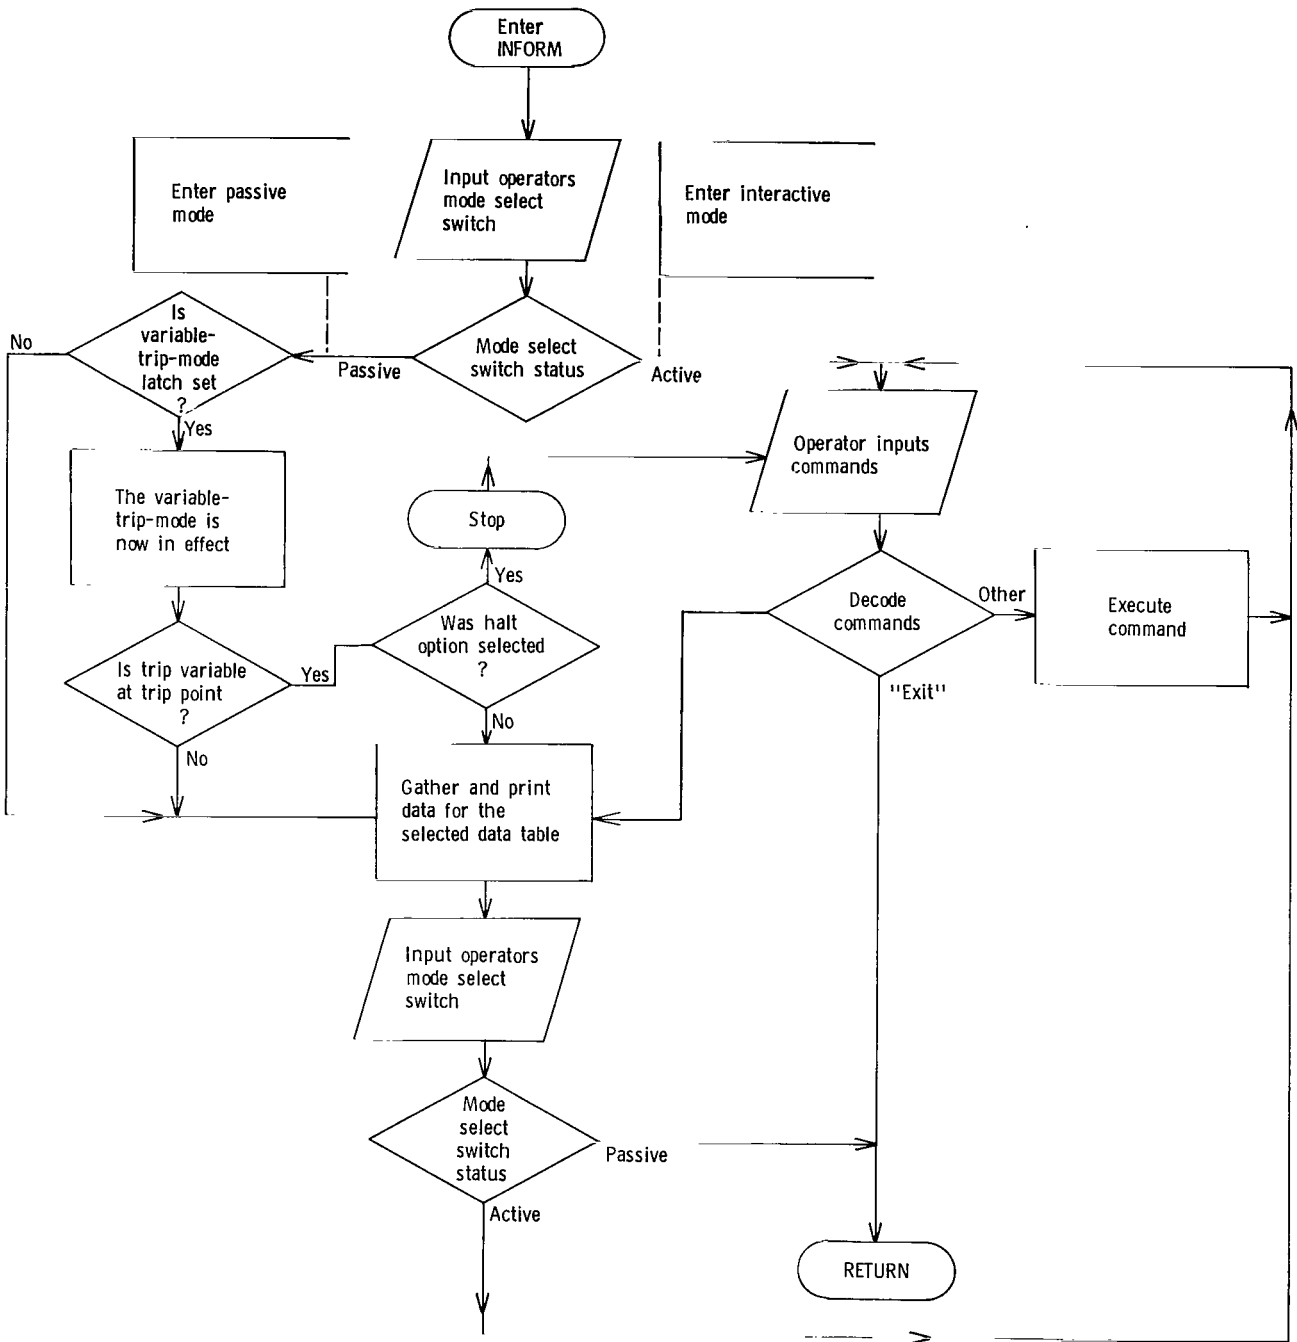 Enter
INFORM
Enter passive
mode
Input operators
mode select
switch
Enter interactive
mode
Is
variable-
trip-mode
latch set
?
No
Yes
Passive
Mode select
switch status
Active
The variable-
trip-mode is
now in effect
Stop
Operator inputs
commands
Yes
Was halt
option selected
?
Decode
commands
Other
Execute
command
Is trip variable
at trip point
?
Yes
"Exit"
No
No
Gather and print
data for the
selected data table
Input operators
mode select
switch
Mode
select
switch
status
Passive
Active
RETURN